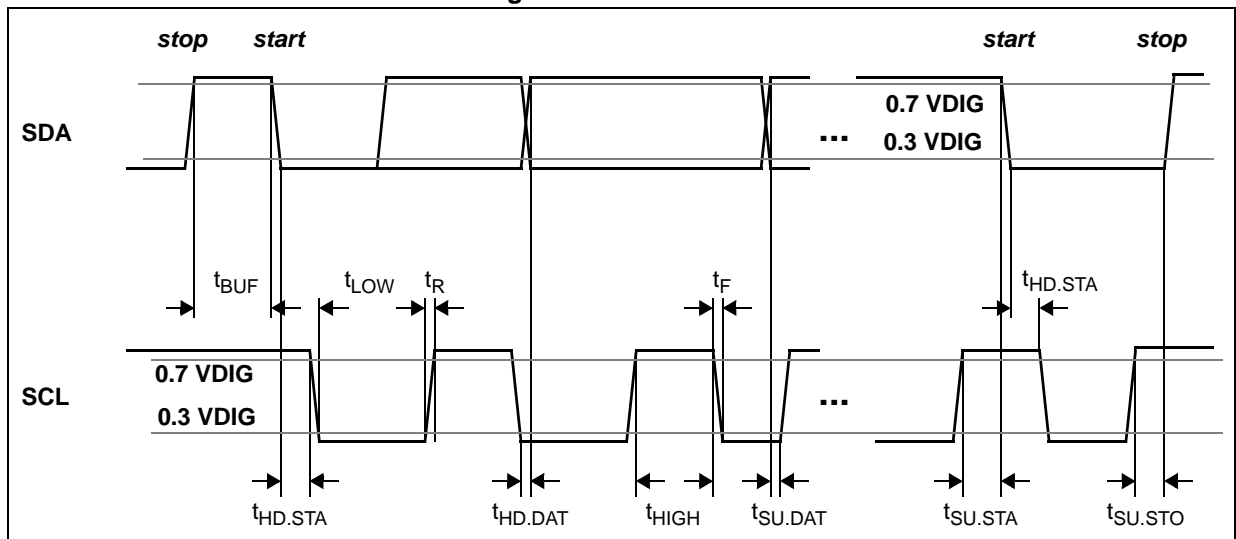 g
stop start start stop
SDA
0.7 VDIG
0.3 VDIG
...
tBUF tLOW tR tF tHD.STA
SCL
0.7 VDIG
0.3 VDIG
...
tHD.STA tHD.DAT tHIGH tSU.DAT tSU.STA tSU.STO